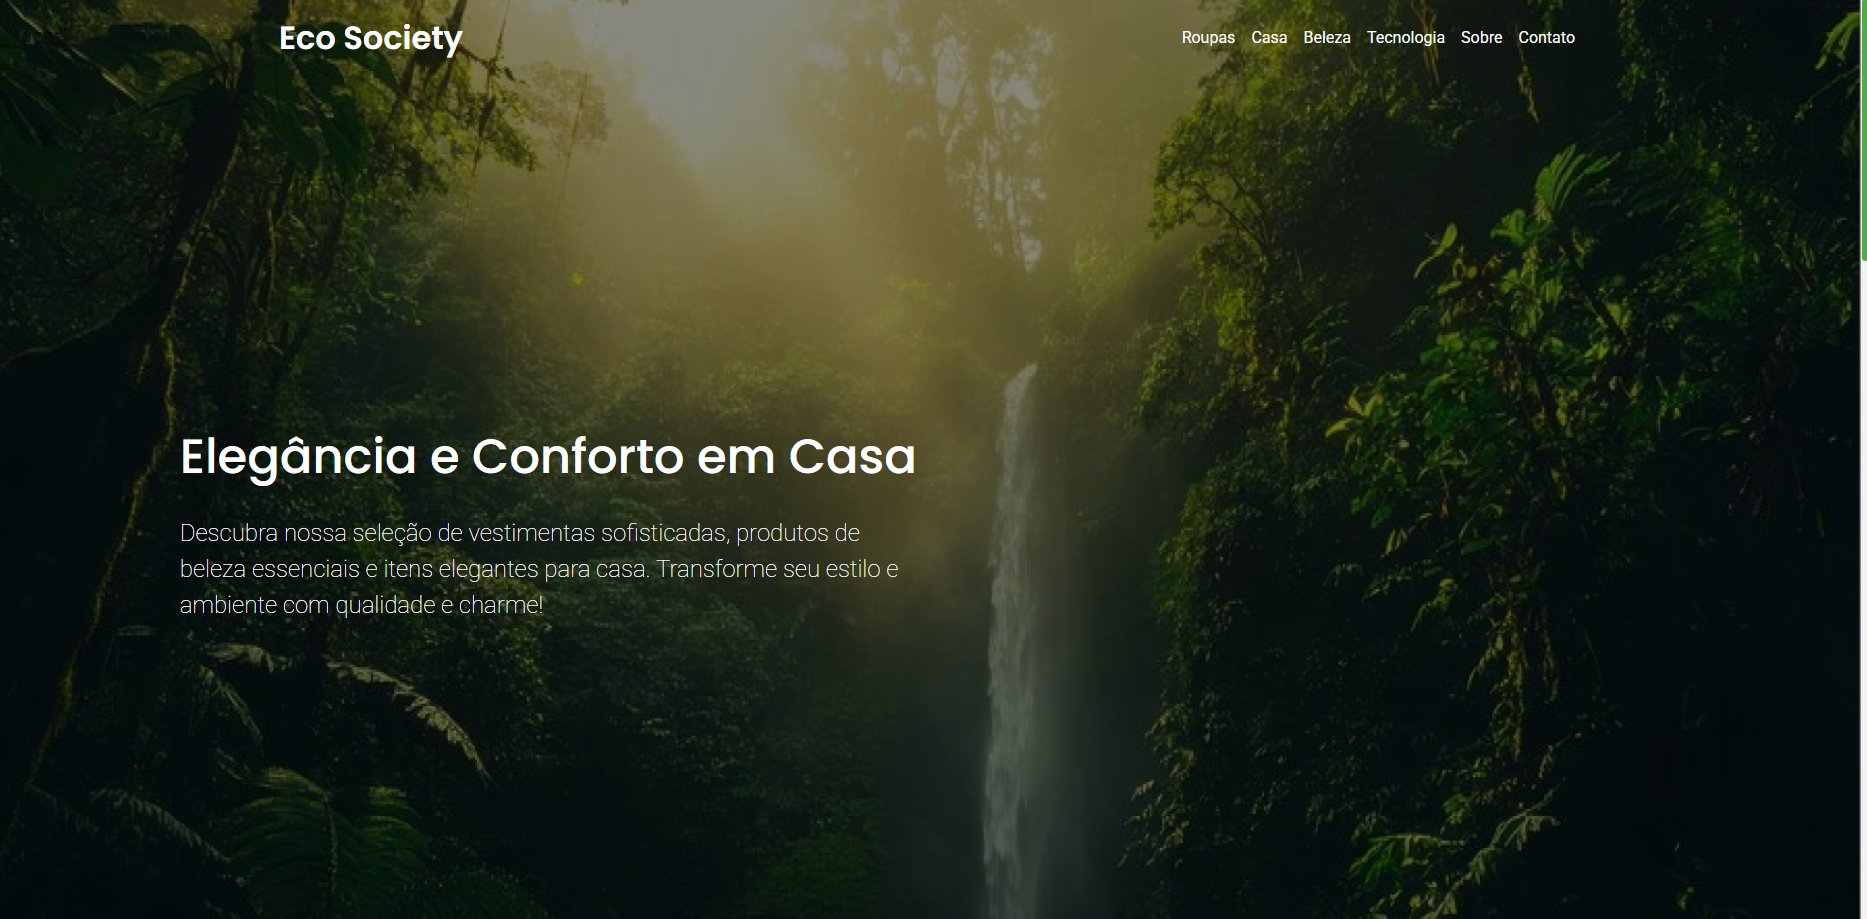 Eco Society
Roupas Casa Beleza Tecnologia Sobre Contato
Elegância e Conforto em Casa
Descubra nossa seleção de vestimentas sofisticadas, produtos de
beleza essenciais e itens elegantes para casa. Transforme seu estilo e
ambiente com qualidade e charme!